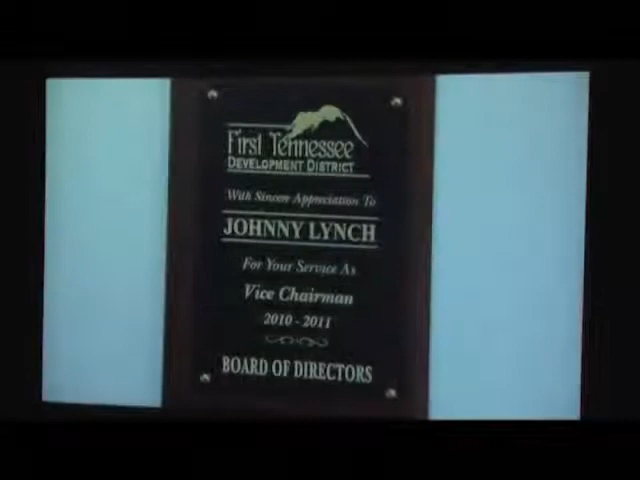 First Tennessee
DEVELOPMENT DISTRICT
With Sincere Appreciation To
JOHNNY LYNCH
For Your Service As
Vice Chairman
2010 - 2011
BOARD OF DIRECTORS